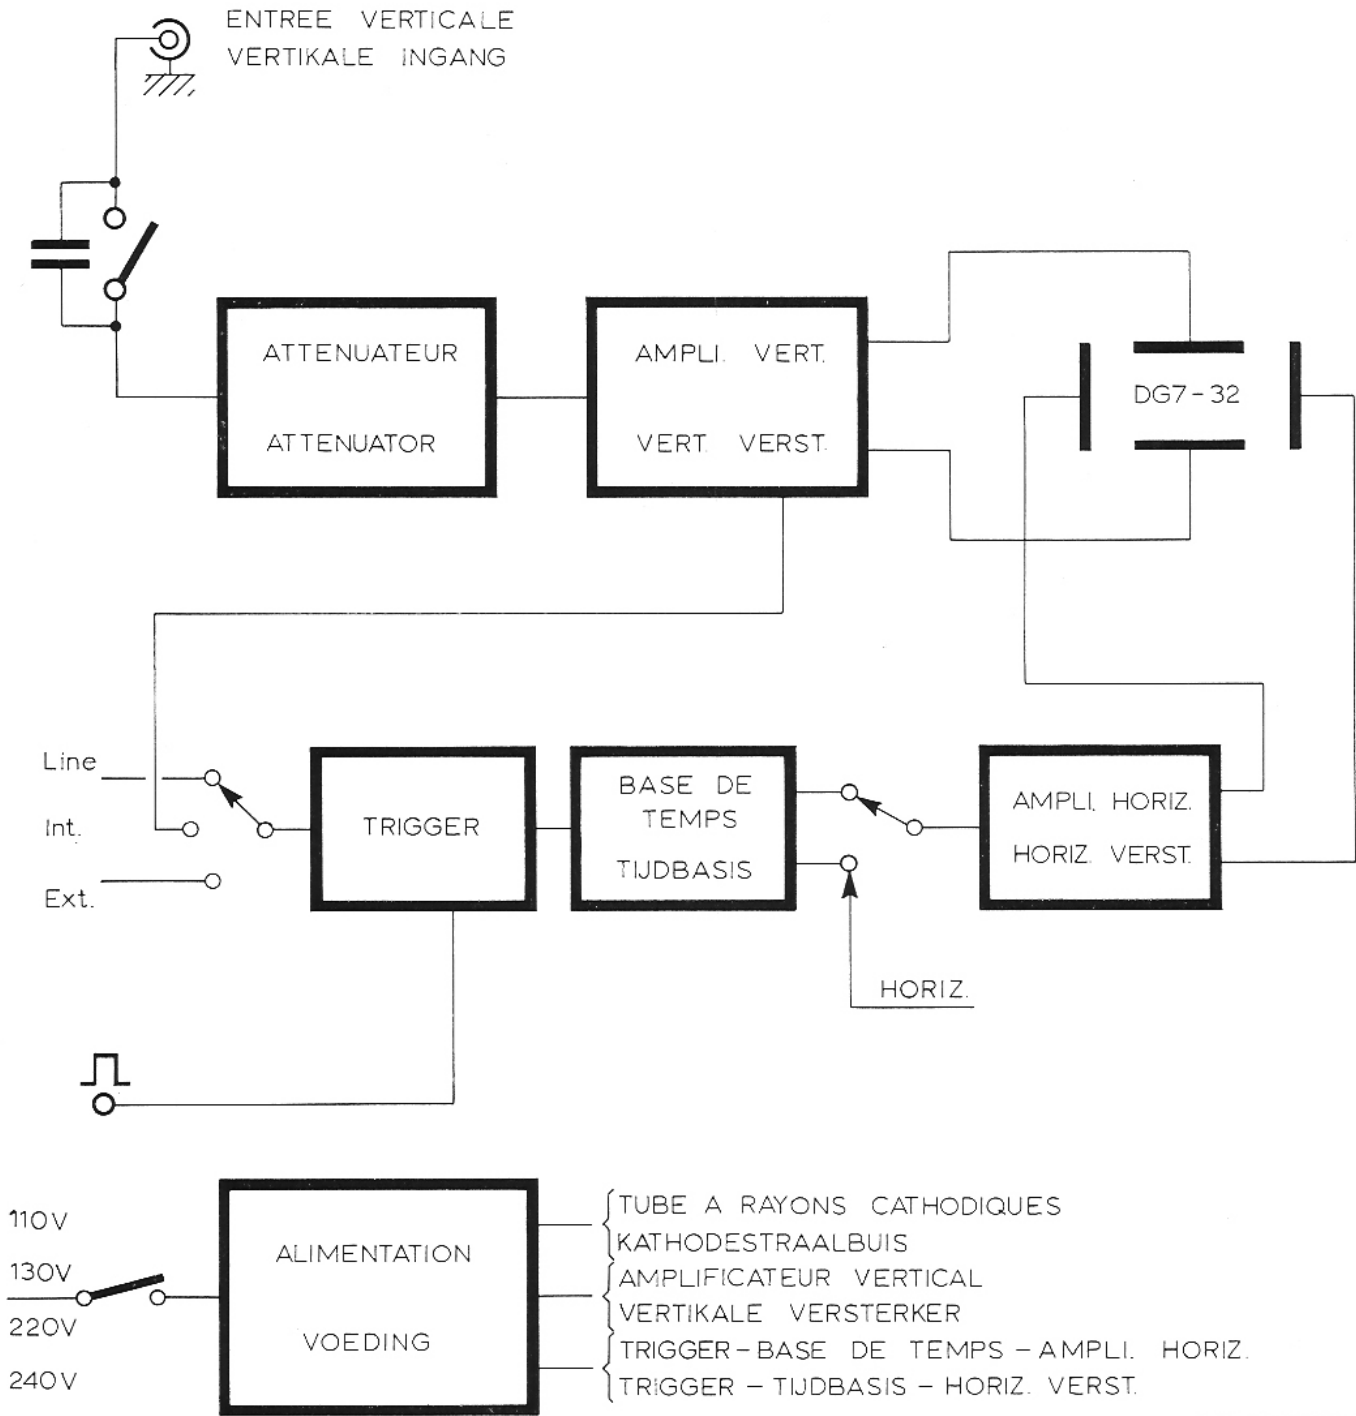 ENTREE VERTICALE
VERTIKALE INGANG
ATTENUATEUR
ATTENUATOR
AMPLI. VERT.
VERT. VERST.
DG7-32
Line
Int.
Ext.
TRIGGER
BASE DE
TEMPS
TIJDBASIS
AMPLI. HORIZ.
HORIZ. VERST.
HORIZ.
110V
130V
220V
240V
ALIMENTATION
VOEDING
TUBE A RAYONS CATHODIQUES
KATHODESTRAALBUIS
AMPLIFICATEUR VERTICAL
VERTIKALE VERSTERKER
TRIGGER-BASE DE TEMPS-AMPLI. HORIZ.
TRIGGER-TIJDBASIS-HORIZ. VERST.